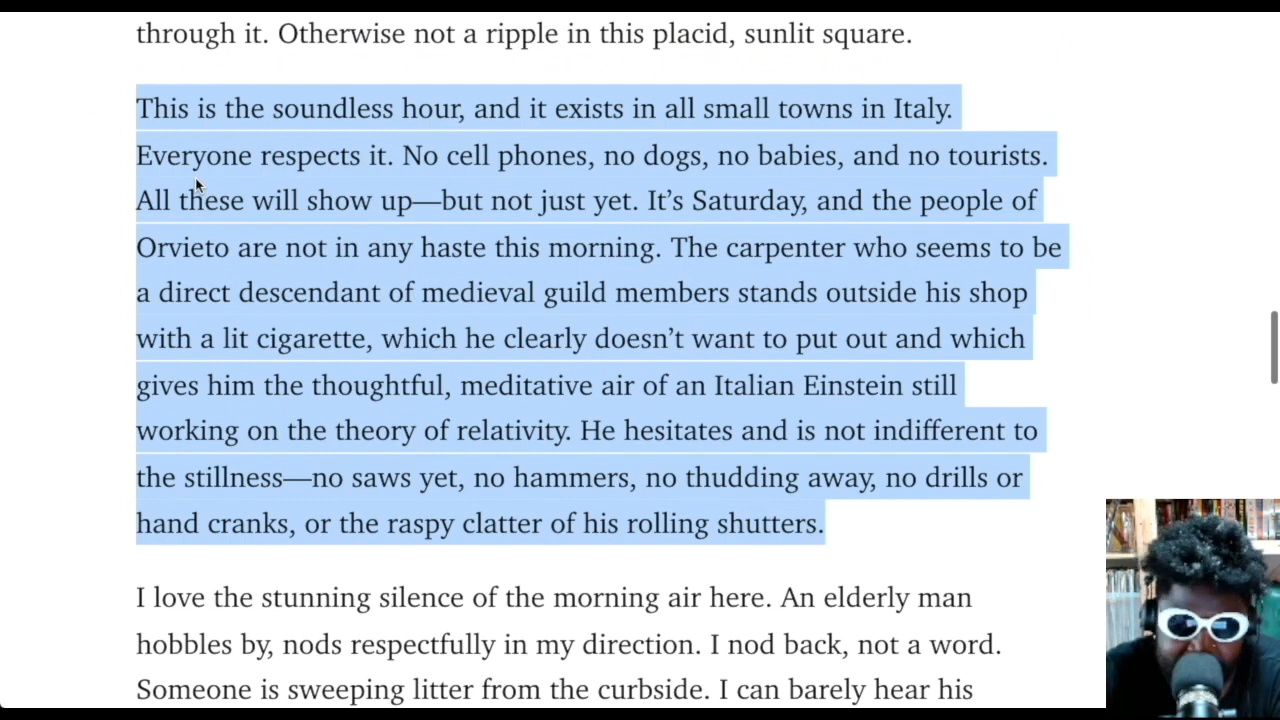 through it. Otherwise not a ripple in this placid, sunlit square.
This is the soundless hour, and it exists in all small towns in Italy.
Everyone respects it. No cell phones, no dogs, no babies, and no tourists.
All these will show up—but not just yet. It’s Saturday, and the people of
Orvieto are not in any haste this morning. The carpenter who seems to be
a direct descendant of medieval guild members stands outside his shop
with a lit cigarette, which he clearly doesn’t want to put out and which
gives him the thoughtful, meditative air of an Italian Einstein still
working on the theory of relativity. He hesitates and is not indifferent to
the stillness—no saws yet, no hammers, no thudding away, no drills or
hand cranks, or the raspy clatter of his rolling shutters.
I love the stunning silence of the morning air here. An elderly man
hobbles by, nods respectfully in my direction. I nod back, not a word.
Someone is sweeping litter from the curbside. I can barely hear his